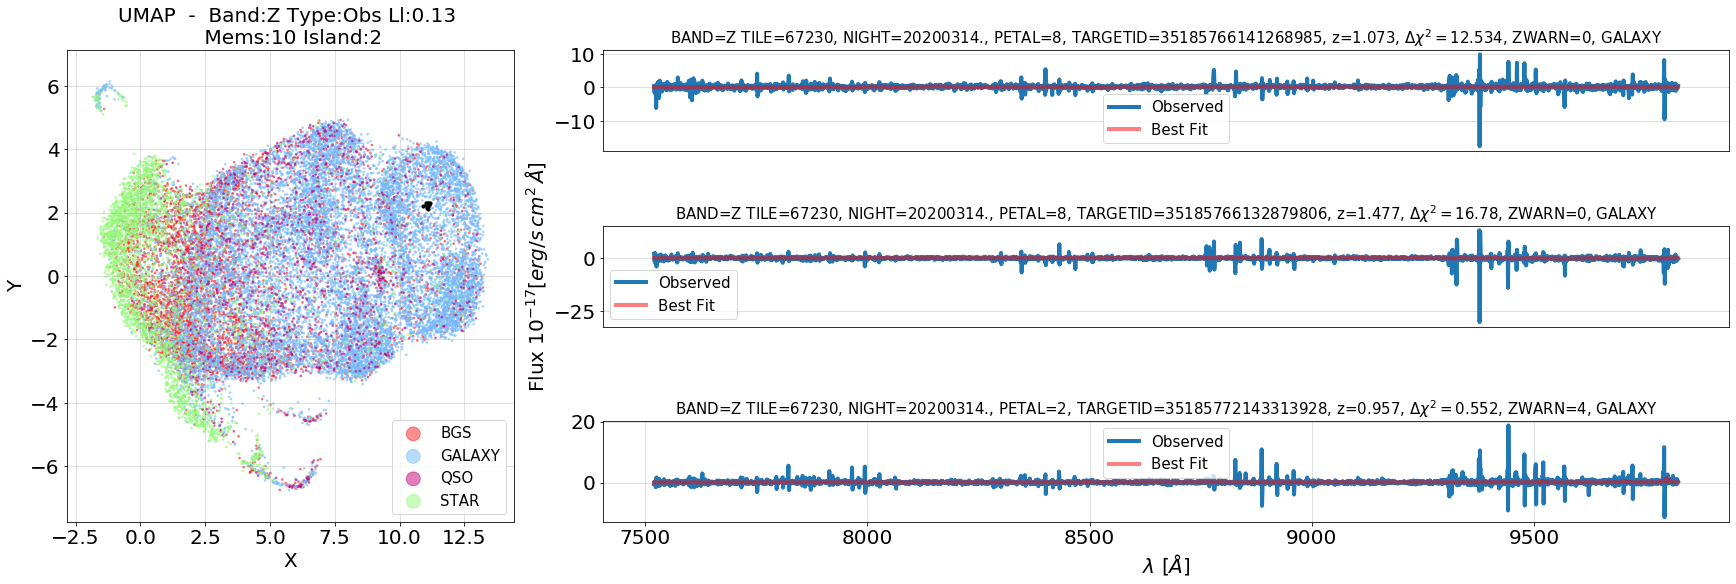 UMAP - Band:Z Type:Obs Ll:0.13
Mems:10 Island:2
Y
6
4
2
0
−2
−4
−6
−2.5 0.0 2.5 5.0 7.5 10.0 12.5
X
BGS
GALAXY
QSO
STAR
Flux 10⁻¹⁷[erg/s cm² Å]
BAND=Z TILE=67230, NIGHT=20200314., PETAL=8, TARGETID=35185766141268985, z=1.073, Δχ² = 12.534, ZWARN=0, GALAXY
10
0
−10
Observed
Best Fit
BAND=Z TILE=67230, NIGHT=20200314., PETAL=8, TARGETID=35185766132879806, z=1.477, Δχ² = 16.78, ZWARN=0, GALAXY
0
−25
Observed
Best Fit
BAND=Z TILE=67230, NIGHT=20200314., PETAL=2, TARGETID=35185772143313928, z=0.957, Δχ² = 0.552, ZWARN=4, GALAXY
20
0
Observed
Best Fit
7500 8000 8500 9000 9500
λ [Å]